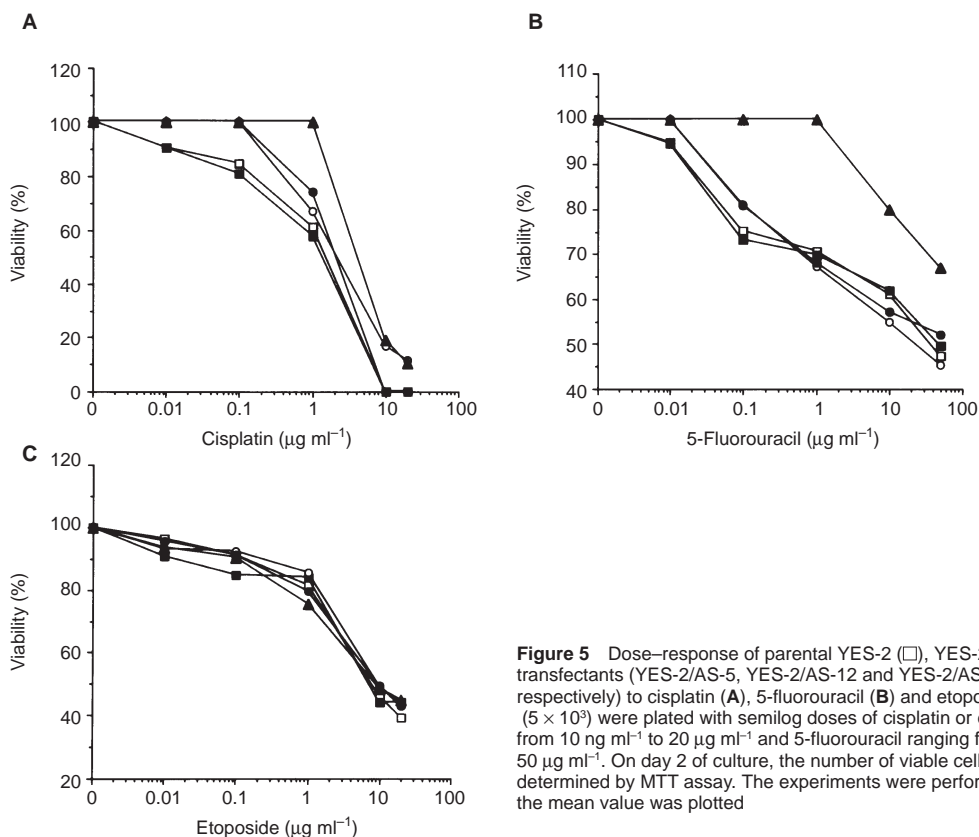 A
120
100
80
60
40
20
0
Viability (%)
0 0.01 0.1 1 10 100
Cisplatin (µg ml⁻¹)
B
110
100
90
80
70
60
50
40
Viability (%)
0 0.01 0.1 1 10 100
5-Fluorouracil (µg ml⁻¹)
C
120
100
80
60
40
20
Viability (%)
0 0.01 0.1 1 10 100
Etoposide (µg ml⁻¹)
Figure 5 Dose–response of parental YES-2 (□), YES-2
transfectants (YES-2/AS-5, YES-2/AS-12 and YES-2/AS
respectively) to cisplatin (A), 5-fluorouracil (B) and etopo
(5 × 10³) were plated with semilog doses of cisplatin or
from 10 ng ml⁻¹ to 20 µg ml⁻¹ and 5-fluorouracil ranging f
50 µg ml⁻¹. On day 2 of culture, the number of viable cell
determined by MTT assay. The experiments were perfor
the mean value was plotted